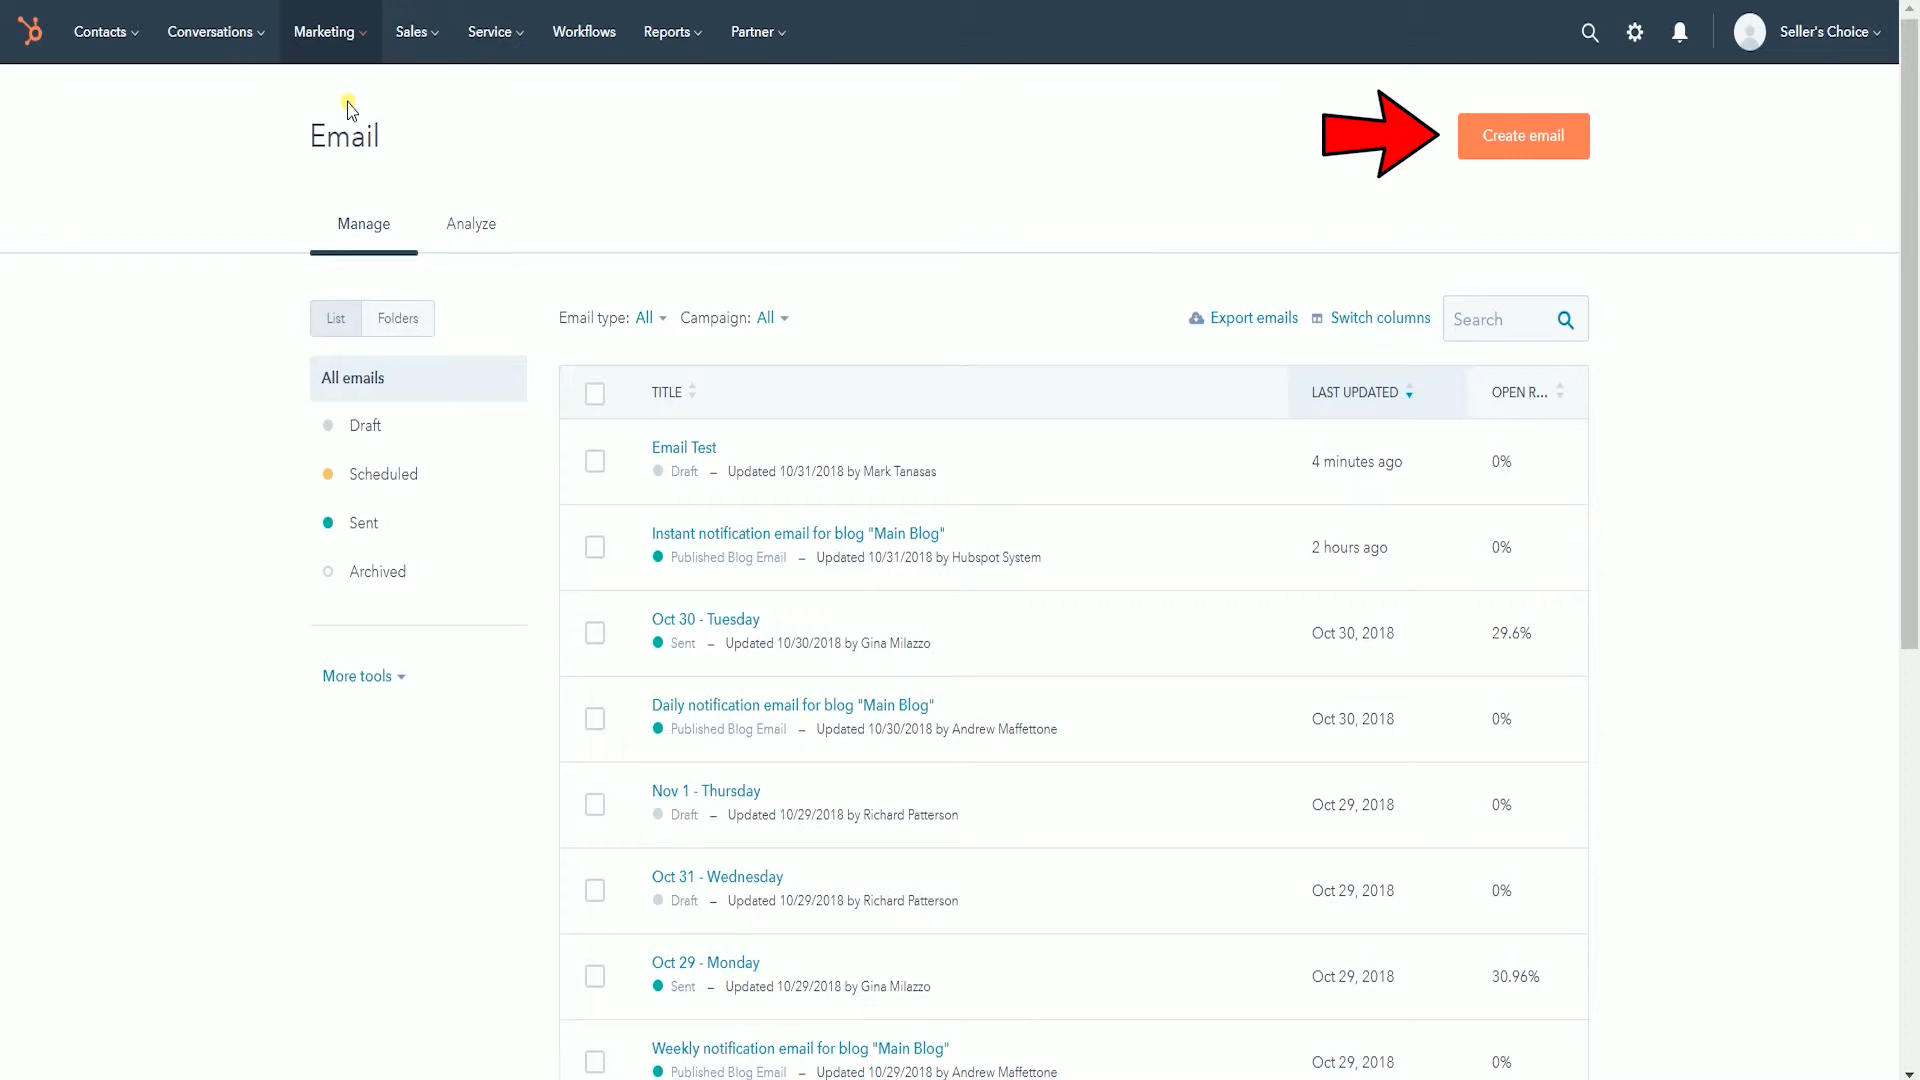 Contacts Conversations Marketing Sales Service Workflows Reports Partner Seller's Choice
Email
Create email
Manage Analyze
List Folders
Email type: All Campaign: All Export emails Switch columns Search
All emails
Draft
Scheduled
Sent
Archived
More tools
TITLE LAST UPDATED OPEN R...
Email Test
Draft – Updated 10/31/2018 by Mark Tanasas
4 minutes ago 0%
Instant notification email for blog "Main Blog"
Published Blog Email – Updated 10/31/2018 by Hubspot System
2 hours ago 0%
Oct 30 - Tuesday
Sent – Updated 10/30/2018 by Gina Milazzo
Oct 30, 2018 29.6%
Daily notification email for blog "Main Blog"
Published Blog Email – Updated 10/30/2018 by Andrew Maffettone
Oct 30, 2018 0%
Nov 1 - Thursday
Draft – Updated 10/29/2018 by Richard Patterson
Oct 29, 2018 0%
Oct 31 - Wednesday
Draft – Updated 10/29/2018 by Richard Patterson
Oct 29, 2018 0%
Oct 29 - Monday
Sent – Updated 10/29/2018 by Gina Milazzo
Oct 29, 2018 30.96%
Weekly notification email for blog "Main Blog"
Published Blog Email – Updated 10/29/2018 by Andrew Maffettone
Oct 29, 2018 0%